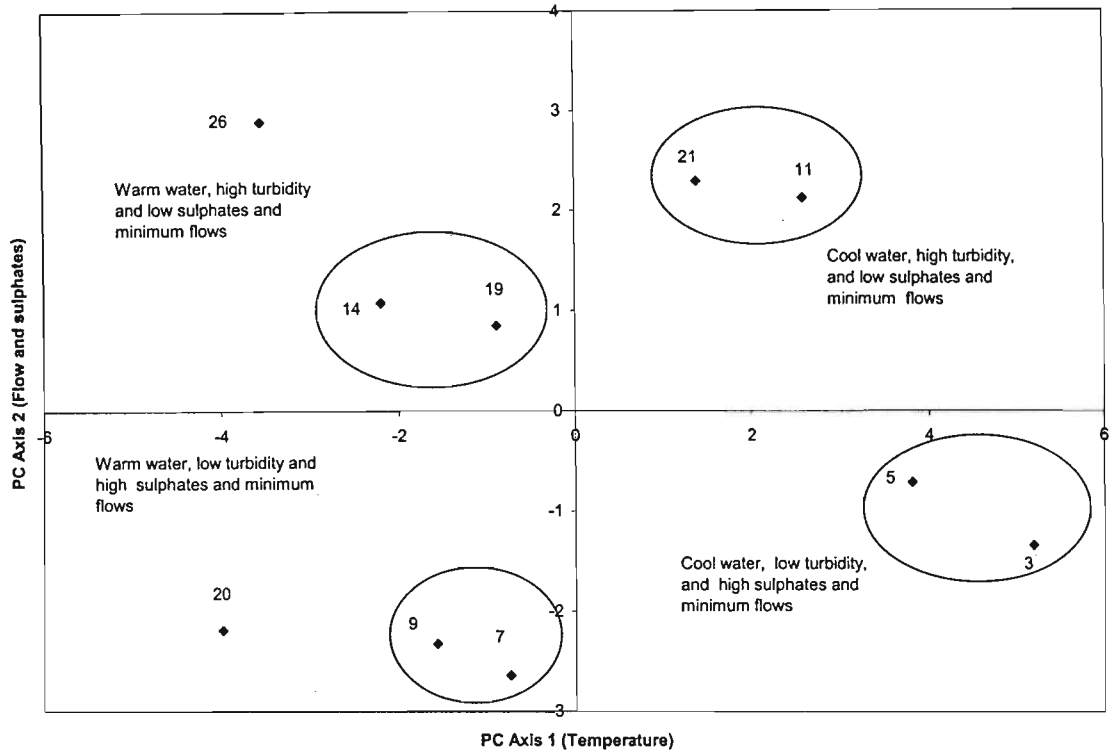 4
3
26
21
11
Warm water, high turbidity
and low sulphates and
minimum flows
2
Cool water, high turbidity,
and low sulphates and
minimum flows
14
19
1
PC Axis 2 (Flow and sulphates)
0
-6
-4
-2
0
2
4
6
Warm water, low turbidity and
high sulphates and minimum
flows
5
-1
3
Cool water, low turbidity,
and high sulphates and
minimum flows
20
-2
9
7
-3
PC Axis 1 (Temperature)